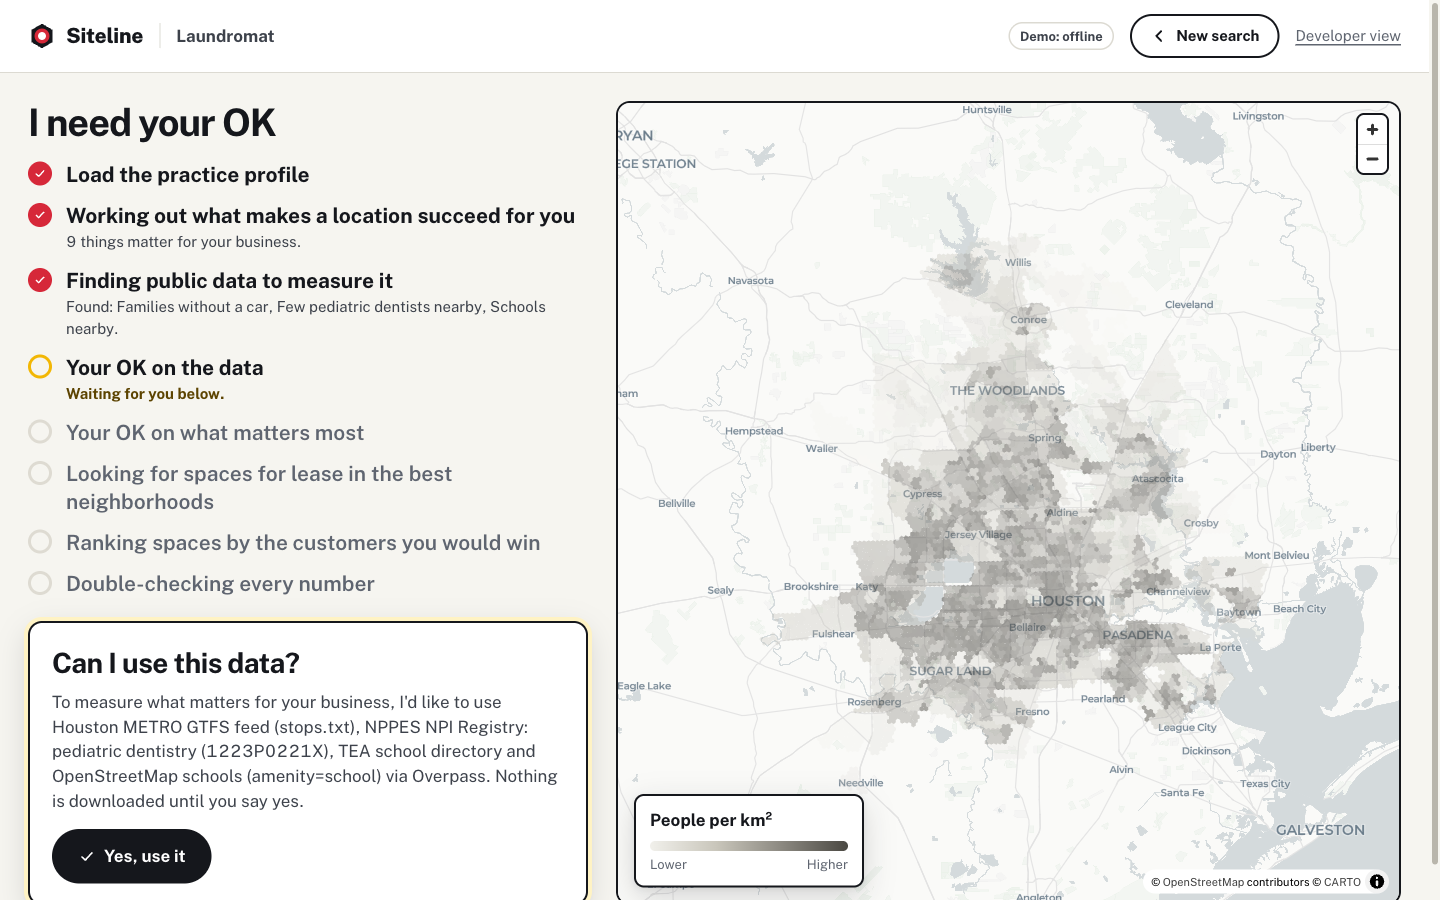 Siteline
Laundromat
Demo: offline
New search
Developer view
I need your OK
Load the practice profile
Working out what makes a location succeed for you
9 things matter for your business.
Finding public data to measure it
Found: Families without a car, Few pediatric dentists nearby, Schools
nearby.
Your OK on the data
Waiting for you below.
Your OK on what matters most
Looking for spaces for lease in the best
neighborhoods
Ranking spaces by the customers you would win
Double-checking every number
Can I use this data?
To measure what matters for your business, I'd like to use
Houston METRO GTFS feed (stops.txt), NPPES NPI Registry:
pediatric dentistry (1223P0221X), TEA school directory and
OpenStreetMap schools (amenity=school) via Overpass. Nothing
is downloaded until you say yes.
Yes, use it
Huntsville
Livingston
RYAN
EGE STATION
Willis
Navasota
Cleveland
Conroe
THE WOODLANDS
ham
Hempstead
Spring
Waller
Liberty
Dayton
Atascocita
Cypress
Bellville
Aldine
Crosby
Jersey Village
Mont Belvieu
Sealy
Brookshire
Katy
Channelview
HOUSTON
Baytown
Beach City
Bellaire
Fulshear
PASADENA
La Porte
SUGAR LAND
Eagle Lake
Rosenberg
Pearland
Fresno
League City
Dickinson
Alvin
Needville
Texas City
Santa Fe
GALVESTON
Angleton
People per km²
Lower
Higher
© OpenStreetMap contributors © CARTO